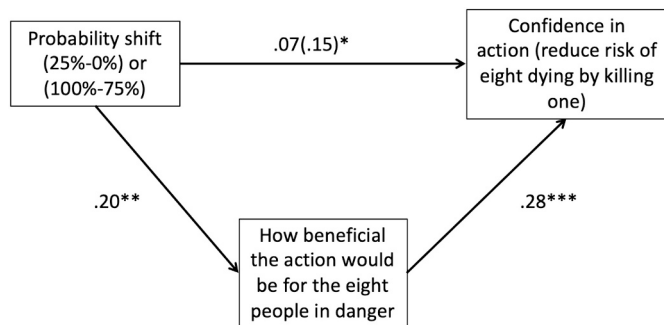 Probability shift
(25%-0%) or
(100%-75%)
.07(.15)*
Confidence in
action (reduce risk of
eight dying by killing
one)
.20**
.28***
How beneficial
the action would
be for the eight
people in danger